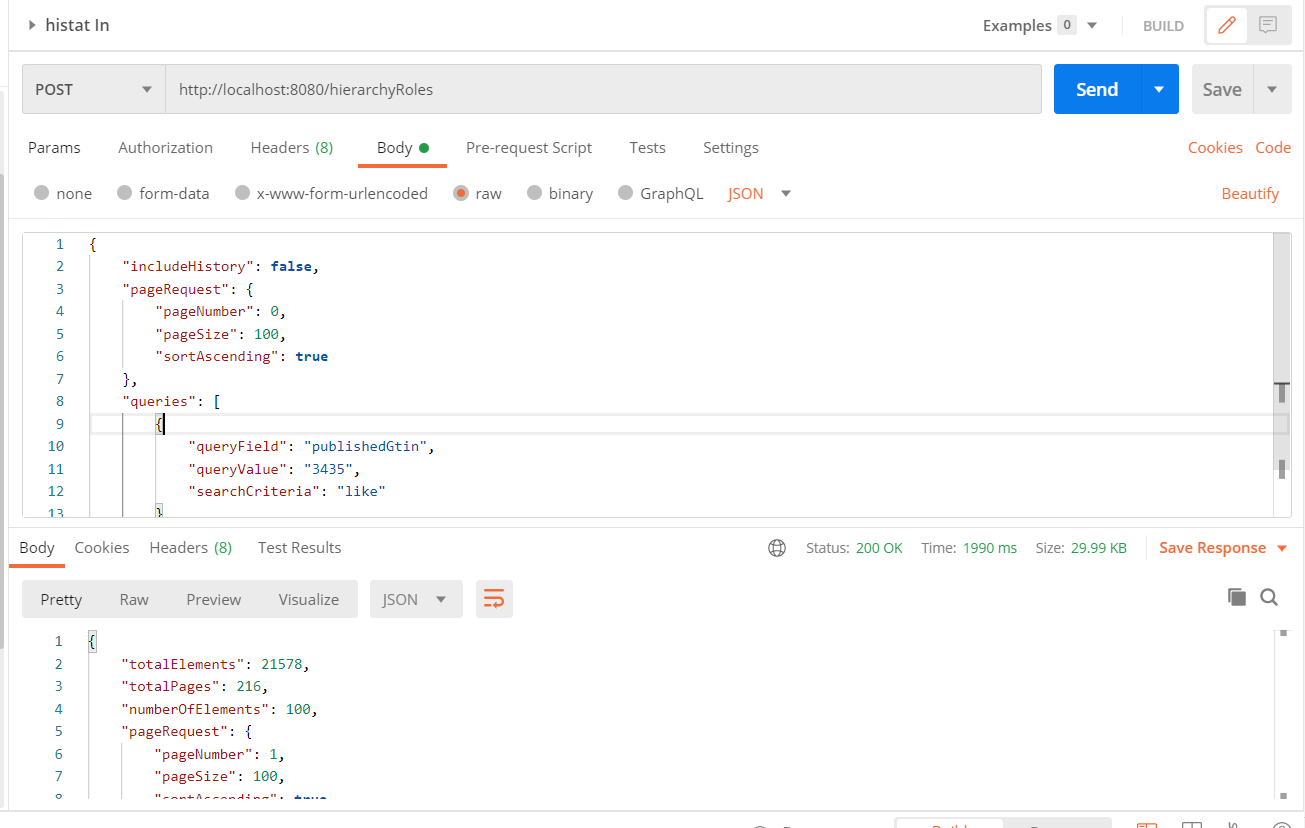 histat In
Examples 0 BUILD
POST http://localhost:8080/hierarchyRoles Send Save
Params Authorization Headers (8) Body Pre-request Script Tests Settings Cookies Code
none form-data x-www-form-urlencoded raw binary GraphQL JSON Beautify
1 {
2 "includeHistory": false,
3 "pageRequest": {
4 "pageNumber": 0,
5 "pageSize": 100,
6 "sortAscending": true
7 },
8 "queries": [
9 {
10 "queryField": "publishedGtin",
11 "queryValue": "3435",
12 "searchCriteria": "like"
13 }
Body Cookies Headers (8) Test Results Status: 200 OK Time: 1990 ms Size: 29.99 KB Save Response
Pretty Raw Preview Visualize JSON
1 {
2 "totalElements": 21578,
3 "totalPages": 216,
4 "numberOfElements": 100,
5 "pageRequest": {
6 "pageNumber": 1,
7 "pageSize": 100,
8 "sortAscending": true